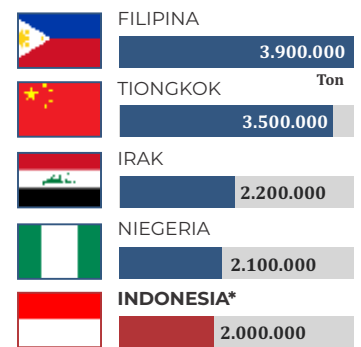 FILIPINA
3.900.000
Ton
TIONGKOK
3.500.000
IRAK
2.200.000
NIEGERIA
2.100.000
INDONESIA*
2.000.000